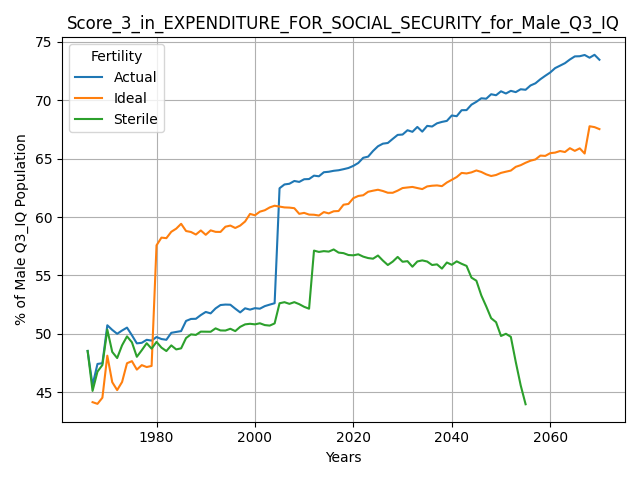 Score_3_in_EXPENDITURE_FOR_SOCIAL_SECURITY_for_Male_Q3_IQ
Fertility
Actual
Ideal
Sterile
% of Male Q3_IQ Population
75
70
65
60
55
50
45
1980
2000
2020
2040
2060
Years